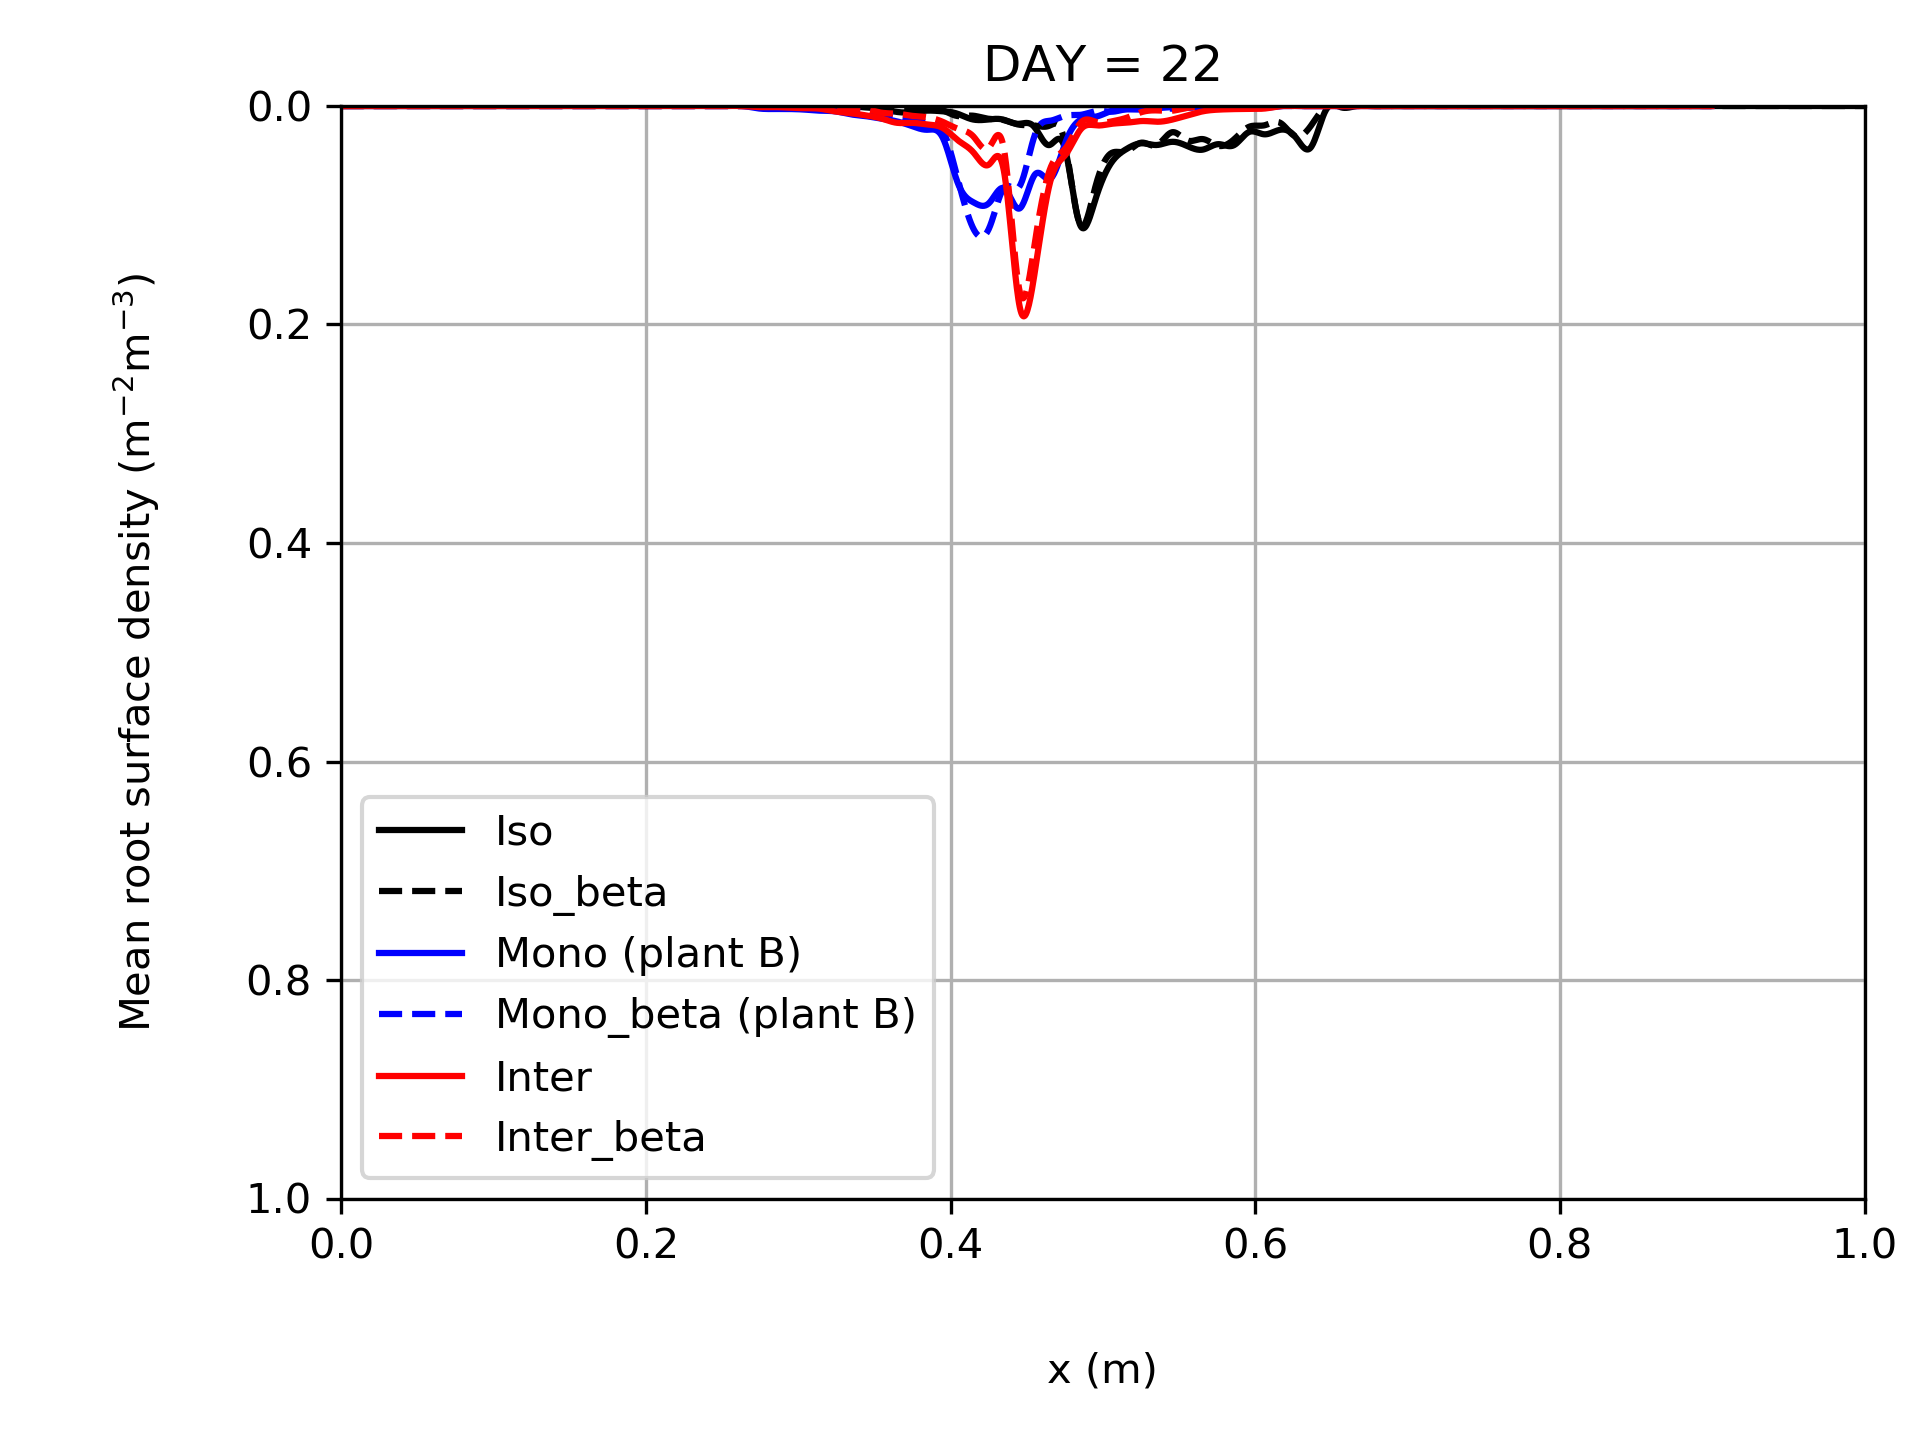 DAY = 22
0.0
0.2
0.4
0.6
0.8
1.0
Mean root surface density (m⁻²m⁻³)
Iso
Iso_beta
Mono (plant B)
Mono_beta (plant B)
Inter
Inter_beta
0.0 0.2 0.4 0.6 0.8 1.0
x (m)